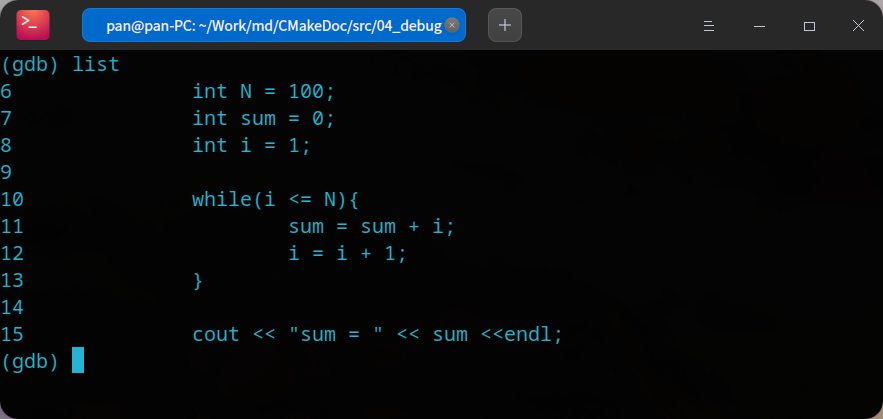 >_
pan@pan-PC: ~/Work/md/CMakeDoc/src/04_debug
(gdb) list
6               int N = 100;
7               int sum = 0;
8               int i = 1;
9
10              while(i <= N){
11                      sum = sum + i;
12                      i = i + 1;
13              }
14
15              cout << "sum = " << sum <<endl;
(gdb)